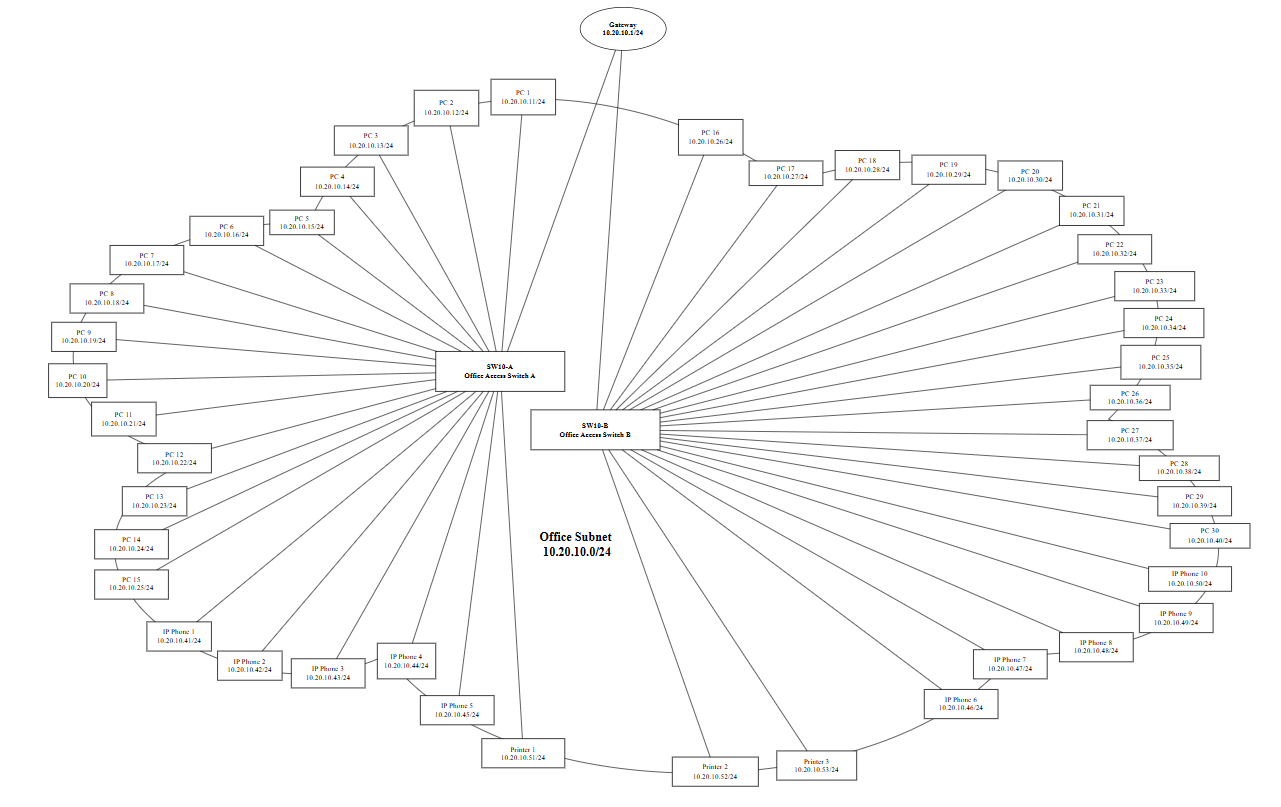 Gateway
10.20.10.1/24
PC 1
10.20.10.11/24
PC 2
10.20.10.12/24
PC 3
10.20.10.13/24
PC 4
10.20.10.14/24
PC 5
10.20.10.15/24
PC 6
10.20.10.16/24
PC 7
10.20.10.17/24
PC 8
10.20.10.18/24
PC 9
10.20.10.19/24
PC 10
10.20.10.20/24
PC 11
10.20.10.21/24
PC 12
10.20.10.22/24
PC 13
10.20.10.23/24
PC 14
10.20.10.24/24
PC 15
10.20.10.25/24
IP Phone 1
10.20.10.41/24
IP Phone 2
10.20.10.42/24
IP Phone 3
10.20.10.43/24
IP Phone 4
10.20.10.44/24
IP Phone 5
10.20.10.45/24
Printer 1
10.20.10.51/24
SW10-A
Office Access Switch A
SW10-B
Office Access Switch B
Office Subnet
10.20.10.0/24
PC 16
10.20.10.26/24
PC 17
10.20.10.27/24
PC 18
10.20.10.28/24
PC 19
10.20.10.29/24
PC 20
10.20.10.30/24
PC 21
10.20.10.31/24
PC 22
10.20.10.32/24
PC 23
10.20.10.33/24
PC 24
10.20.10.34/24
PC 25
10.20.10.35/24
PC 26
10.20.10.36/24
PC 27
10.20.10.37/24
PC 28
10.20.10.38/24
PC 29
10.20.10.39/24
PC 30
10.20.10.40/24
IP Phone 10
10.20.10.50/24
IP Phone 9
10.20.10.49/24
IP Phone 8
10.20.10.48/24
IP Phone 7
10.20.10.47/24
IP Phone 6
10.20.10.46/24
Printer 3
10.20.10.53/24
Printer 2
10.20.10.52/24